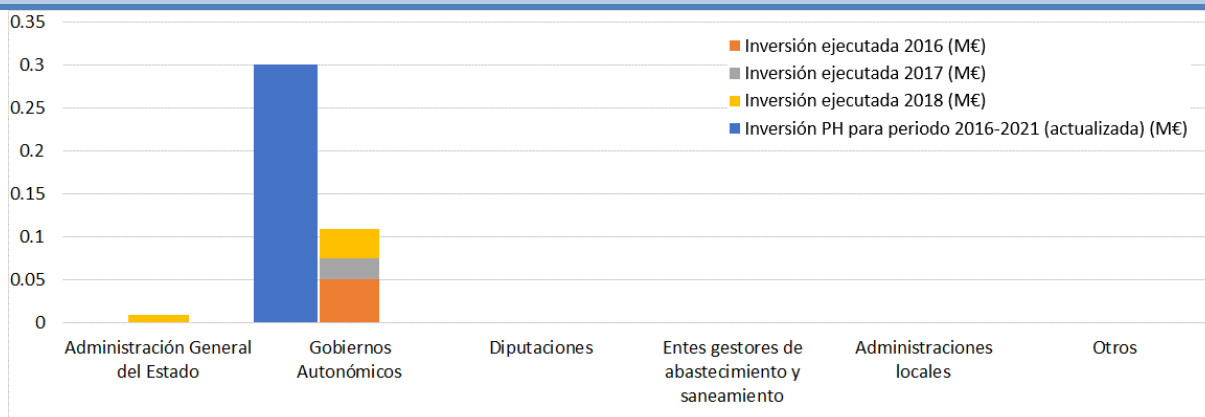 0.35
0.3
0.25
0.2
0.15
0.1
0.05
0
Inversión ejecutada 2016 (M€)
Inversión ejecutada 2017 (M€)
Inversión ejecutada 2018 (M€)
Inversión PH para periodo 2016-2021 (actualizada) (M€)
Administración General
del Estado
Gobiernos
Autonómicos
Diputaciones
Entes gestores de
abastecimiento y
saneamiento
Administraciones
locales
Otros